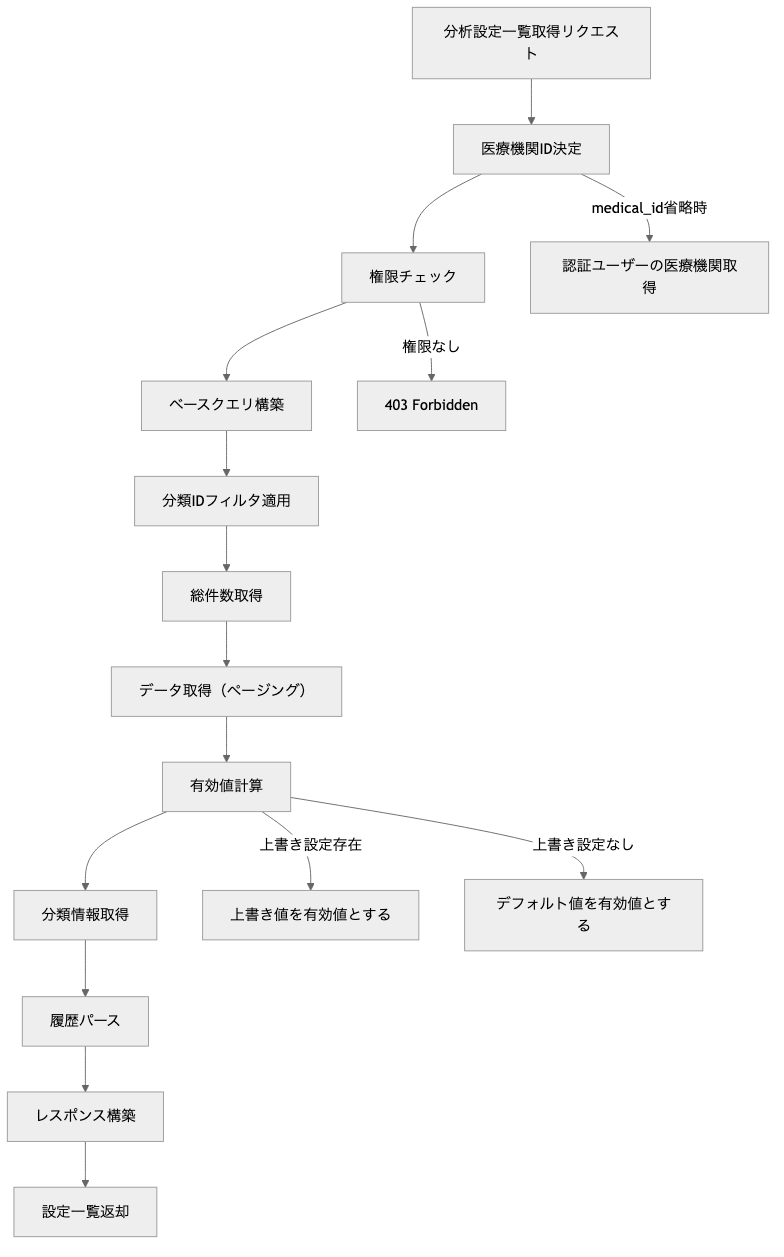 分析設定一覧取得リクエス
ト
医療機関ID決定
medical_id省略時
権限チェック
認証ユーザーの医療機関取
得
権限なし
ベースクエリ構築
403 Forbidden
分類IDフィルタ適用
総件数取得
データ取得（ページング）
有効値計算
上書き設定存在
上書き設定なし
分類情報取得
上書き値を有効値とする
デフォルト値を有効値とす
る
履歴パース
レスポンス構築
設定一覧返却